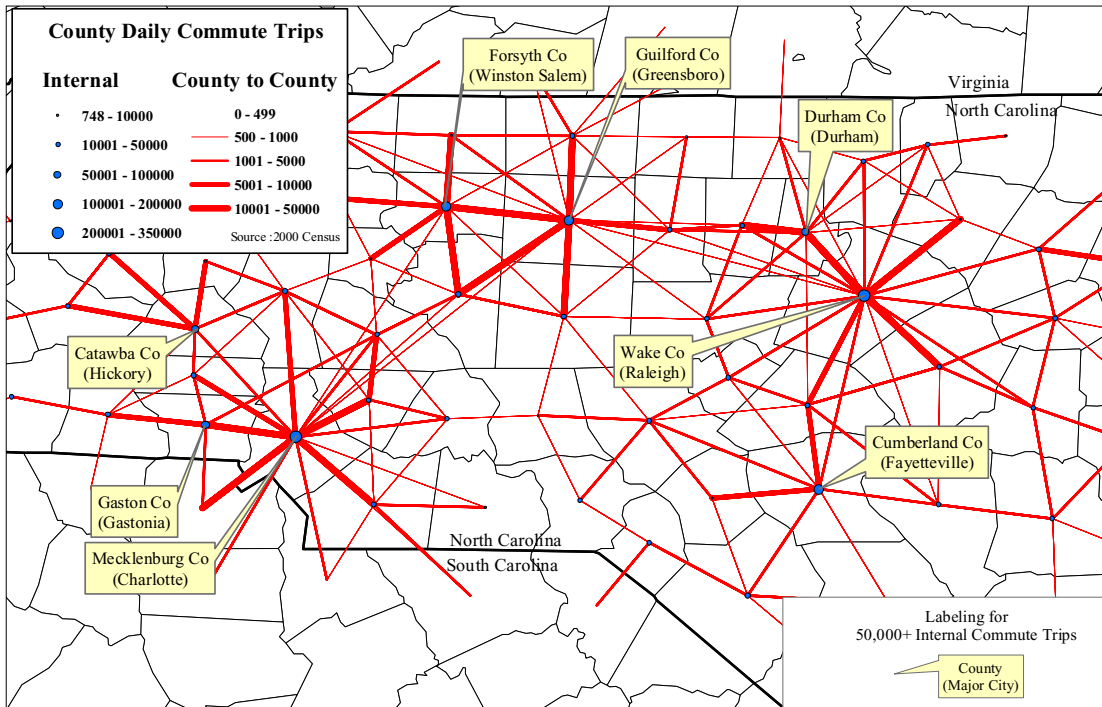 County Daily Commute Trips
Internal
748 - 10000
10001 - 50000
50001 - 100000
100001 - 200000
200001 - 350000
County to County
0 - 499
500 - 1000
1001 - 5000
5001 - 10000
10001 - 50000
Source : 2000 Census
Forsyth Co
(Winston Salem)
Guilford Co
(Greensboro)
Virginia
North Carolina
Durham Co
(Durham)
Catawba Co
(Hickory)
Wake Co
(Raleigh)
Cumberland Co
(Fayetteville)
Gaston Co
(Gastonia)
Mecklenburg Co
(Charlotte)
North Carolina
South Carolina
Labeling for
50,000+ Internal Commute Trips
County
(Major City)